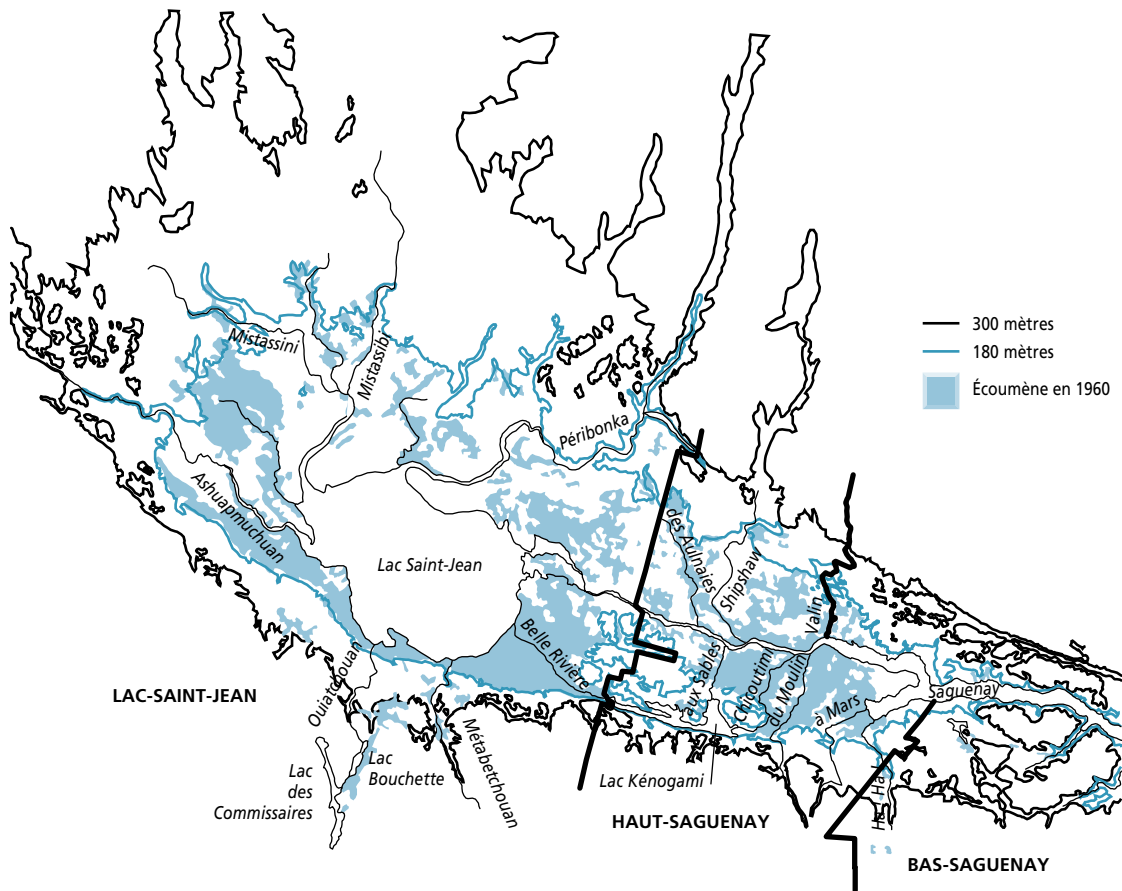 300 mètres
180 mètres
Écoumène en 1960
Mistassini
Mistassibi
Péribonka
Ashuapmuchuan
des Aulnaies
Shipshaw
Lac Saint-Jean
Valin
Belle Rivière
aux Sables
Chicoutimi
du Moulin
à Mars
Saguenay
LAC-SAINT-JEAN
Ouiatchouan
Métabetchouan
Lac
Bouchette
Lac
des
Commissaires
Lac Kénogami
Ha! Ha!
HAUT-SAGUENAY
BAS-SAGUENAY